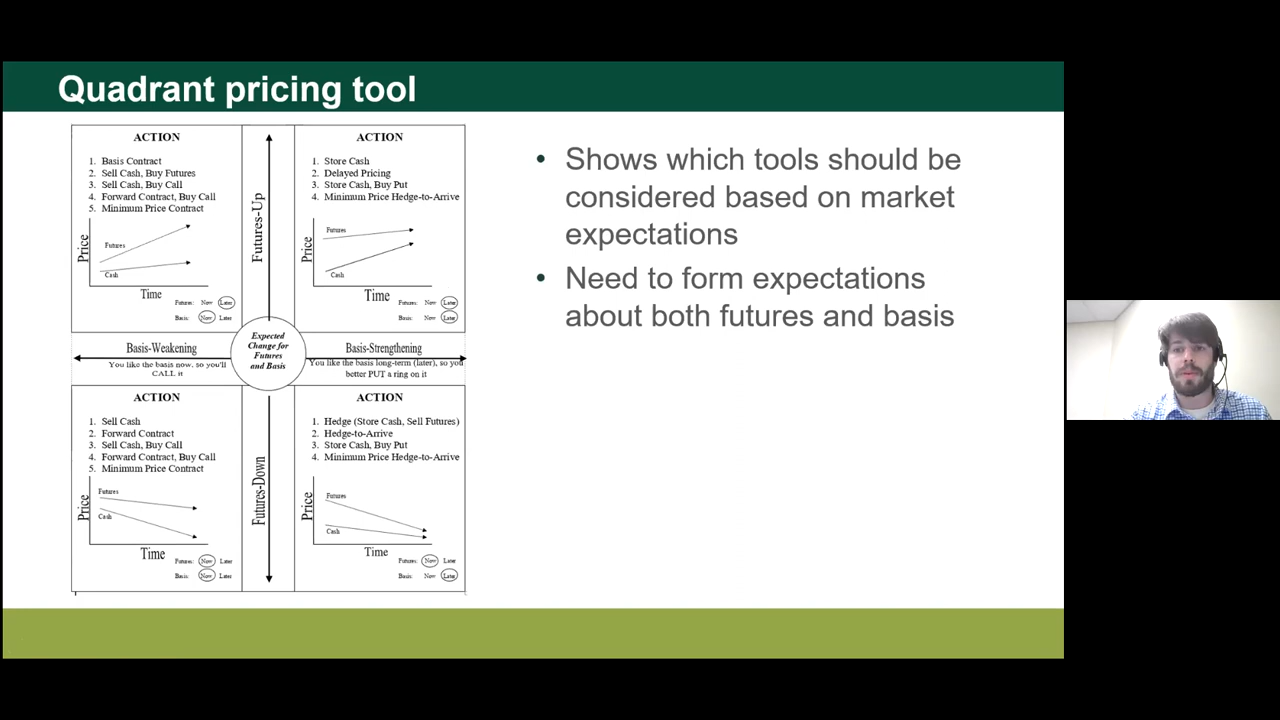 Quadrant pricing tool
ACTION
1. Basis Contract
2. Sell Cash, Buy Futures
3. Sell Cash, Buy Call
4. Forward Contract, Buy Call
5. Minimum Price Contract
Price
Futures
Cash
Time
Futures: Now Later
Basis: Now Later
Futures-Up
ACTION
1. Store Cash
2. Delayed Pricing
3. Store Cash, Buy Put
4. Minimum Price Hedge-to-Arrive
Price
Futures
Cash
Time
Futures: Now Later
Basis: Now Later
Basis-Weakening
You like the basis now, so you'll
CALL it
Expected
Change for
Futures
and Basis
Basis-Strengthening
You like the basis long-term (later), so you
better PUT a ring on it
ACTION
1. Sell Cash
2. Forward Contract
3. Sell Cash, Buy Call
4. Forward Contract, Buy Call
5. Minimum Price Contract
Price
Futures
Cash
Time
Futures: Now Later
Basis: Now Later
Futures-Down
ACTION
1. Hedge (Store Cash, Sell Futures)
2. Hedge-to-Arrive
3. Store Cash, Buy Put
4. Minimum Price Hedge-to-Arrive
Price
Futures
Cash
Time
Futures: Now Later
Basis: Now Later
• Shows which tools should be
considered based on market
expectations
• Need to form expectations
about both futures and basis